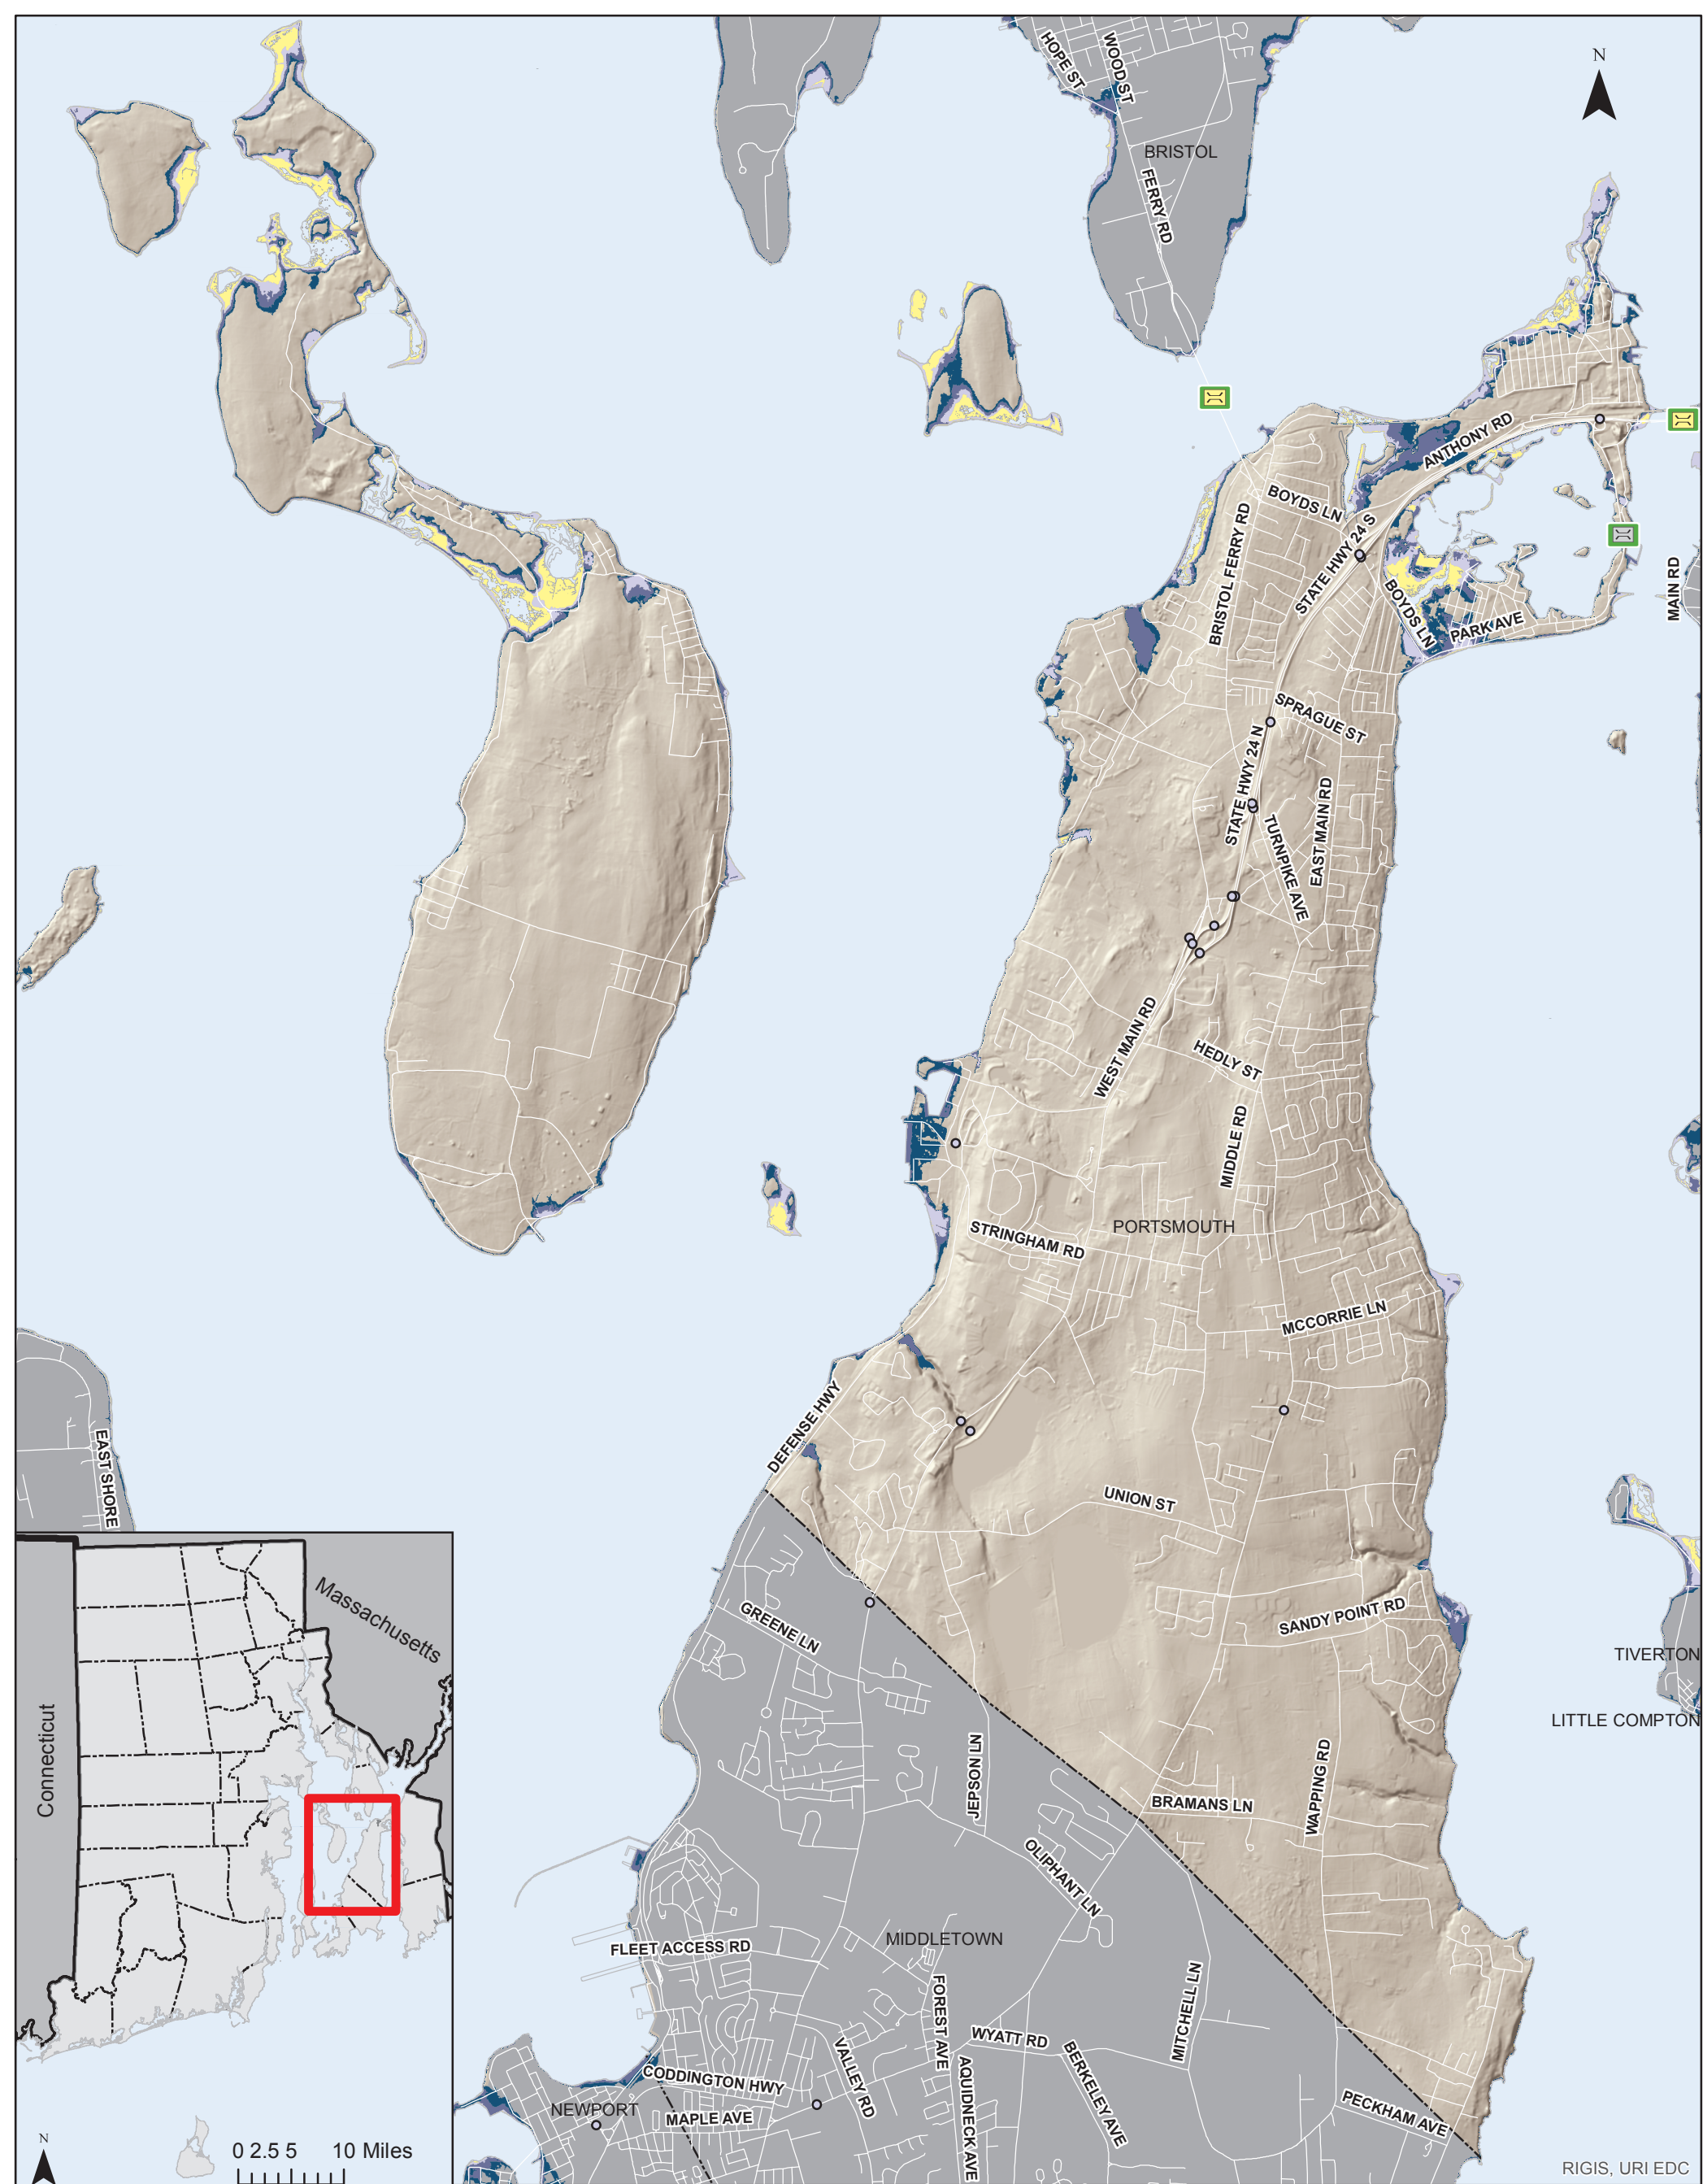 N
HOPE ST
WOOD ST
BRISTOL
FERRY RD
ANTHONY RD
BOYDS LN
STATE HWY 24 S
BRISTOL FERRY RD
MAIN RD
BOYDS LN
PARK AVE
SPRAGUE ST
STATE HWY 24 N
EAST MAIN RD
TURNPIKE AVE
WEST MAIN RD
HEDLY ST
MIDDLE RD
STRINGHAM RD
PORTSMOUTH
MCCORRIE LN
DEFENSE HWY
EAST SHORE
UNION ST
GREENE LN
SANDY POINT RD
TIVERTON
LITTLE COMPTON
JEPSON LN
BRAMANS LN
WAPPING RD
OLIPHANT LN
FLEET ACCESS RD
MIDDLETOWN
FOREST AVE
MITCHELL LN
WYATT RD
VALLEY RD
BERKELEY AVE
AQUIDNECK AVE
CODDINGTON HWY
NEWPORT
MAPLE AVE
PECKHAM AVE
Massachusetts
Connecticut
N
0 2.5 5 10 Miles
RIGIS, URI EDC